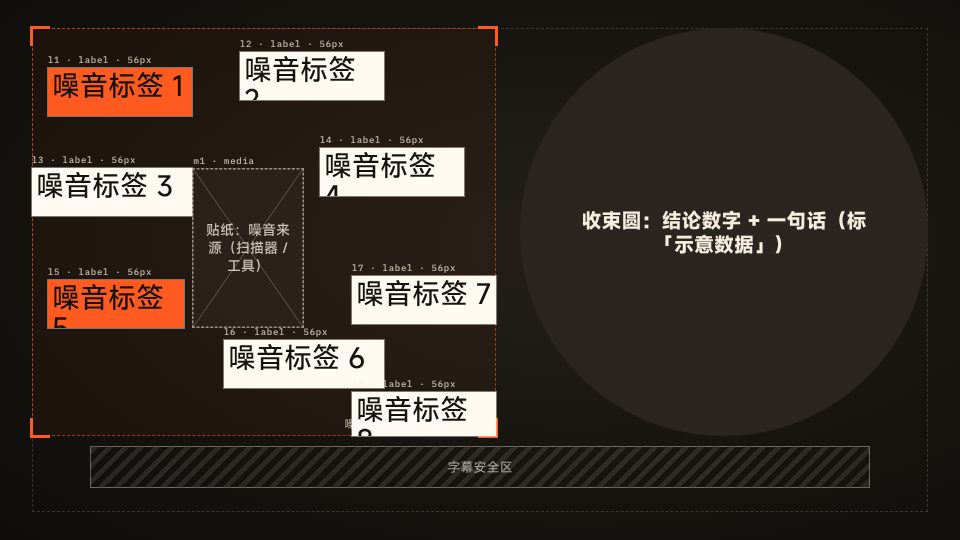 l2 · label · 56px
噪音标签
2
l1 · label · 56px
噪音标签 1
l4 · label · 56px
噪音标签
4
l3 · label · 56px
噪音标签 3
m1 · media
贴纸：噪音来
源（扫描器 /
工具）
收束圆：结论数字 + 一句话（标
「示意数据」）
l5 · label · 56px
噪音标签
5
l7 · label · 56px
噪音标签 7
l6 · label · 56px
噪音标签 6
label · 56px
噪音标签
字幕安全区